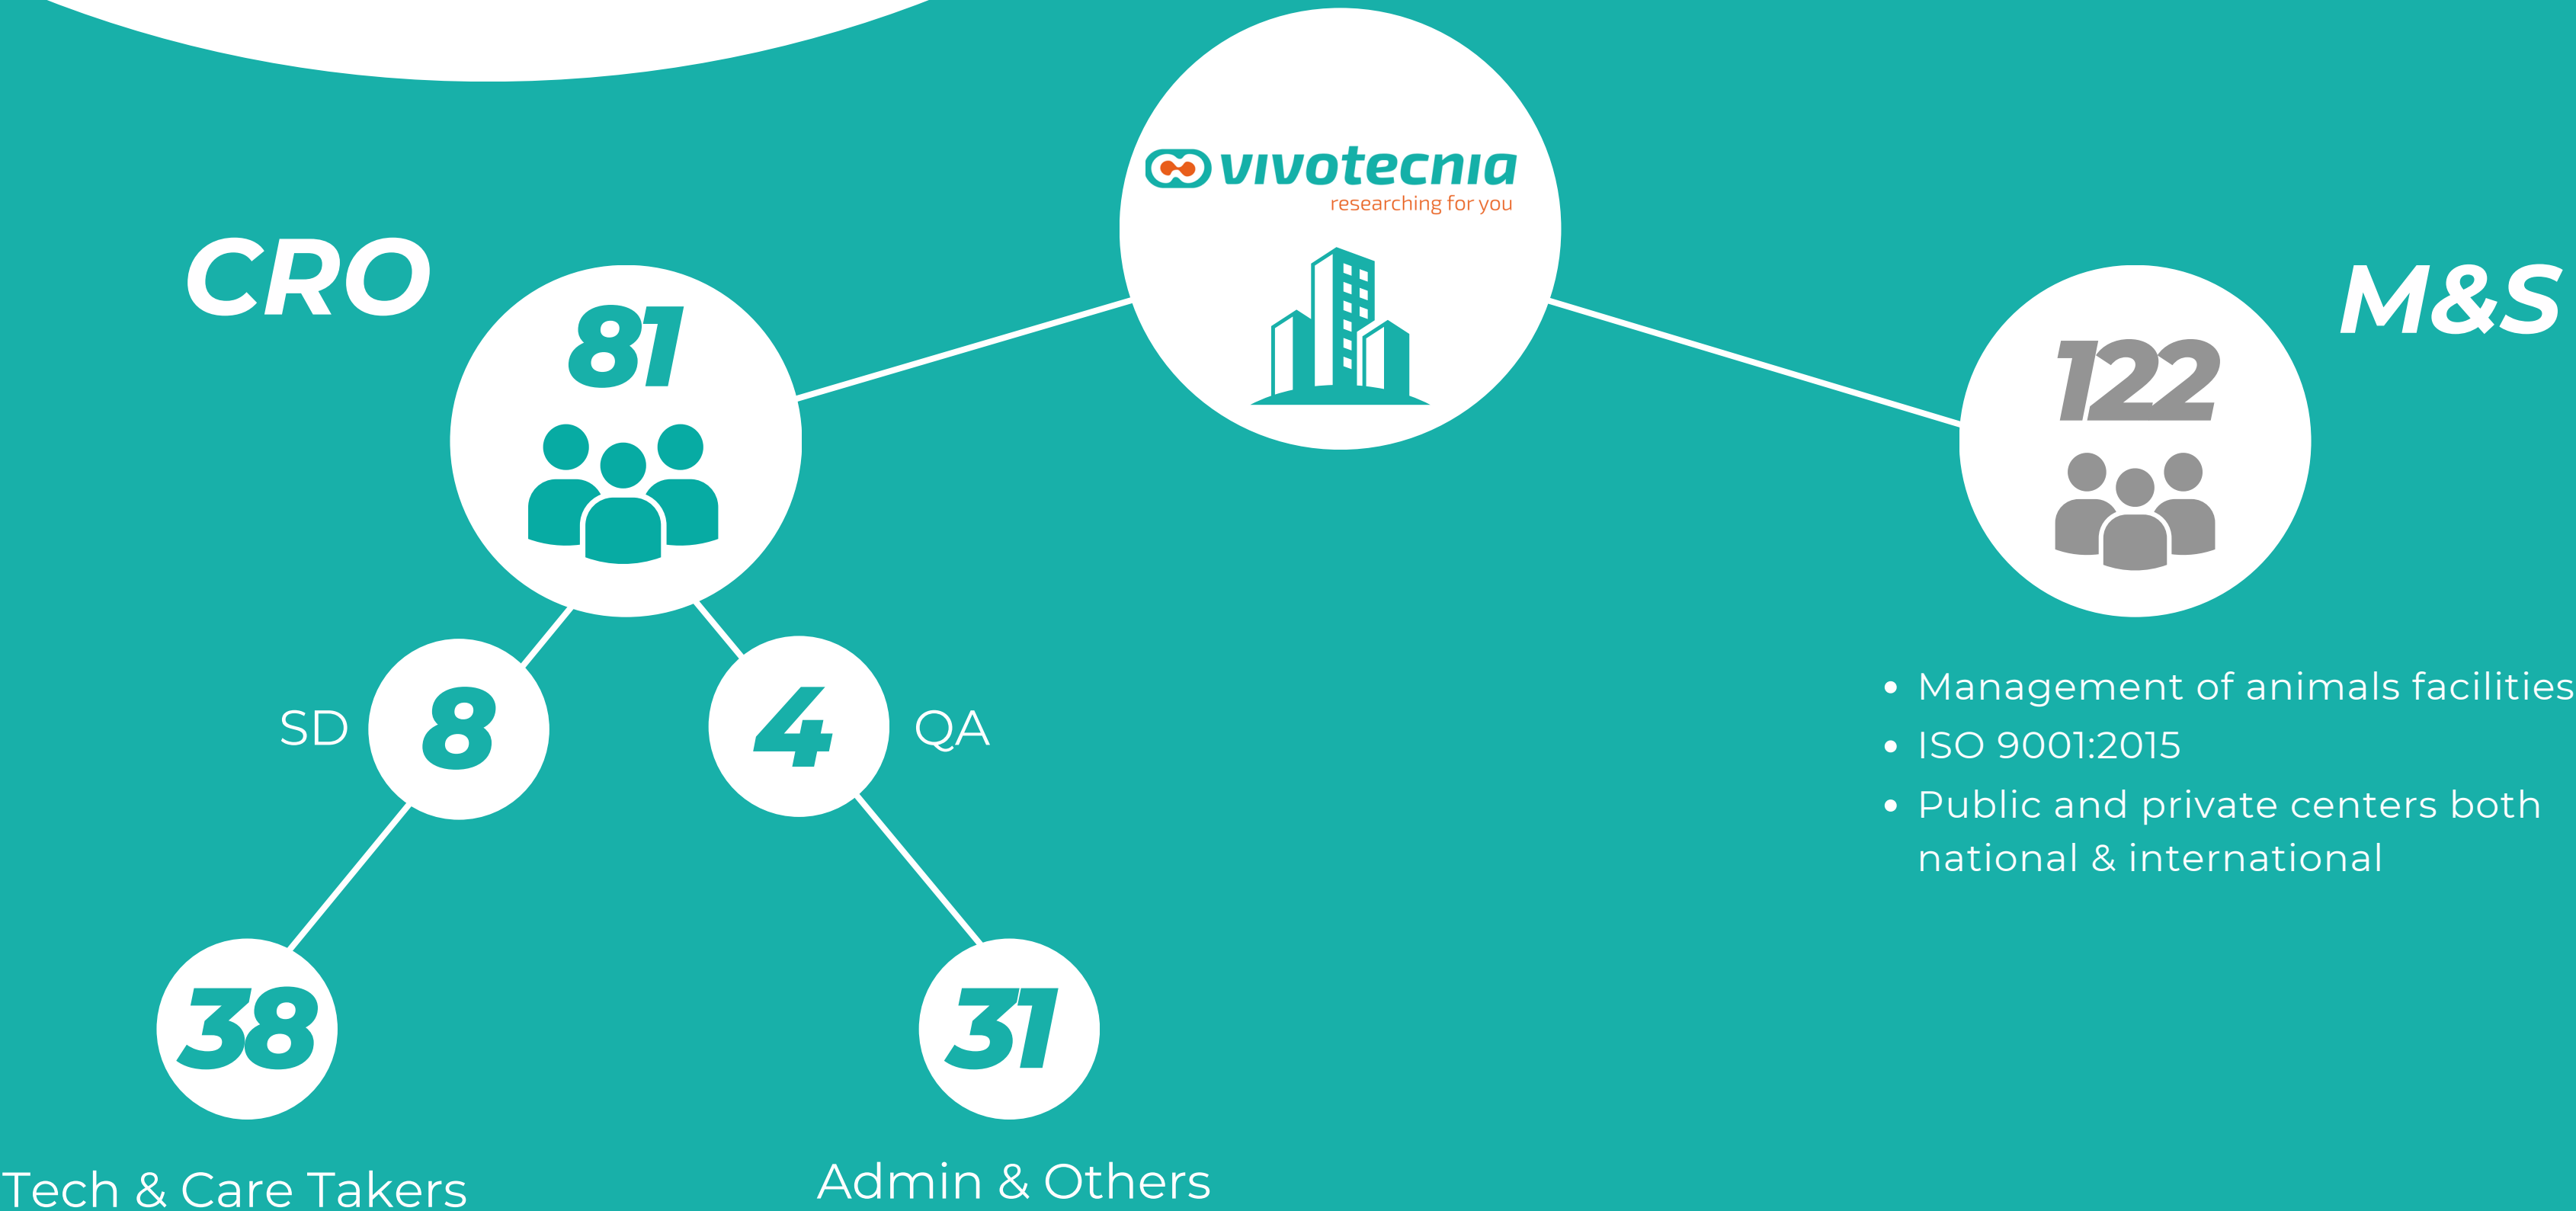 vivotecnia
researching for you
CRO
81
M&S
122
SD
8
4
QA
38
31
Tech & Care Takers
Admin & Others
• Management of animals facilities
• ISO 9001:2015
• Public and private centers both
national & international